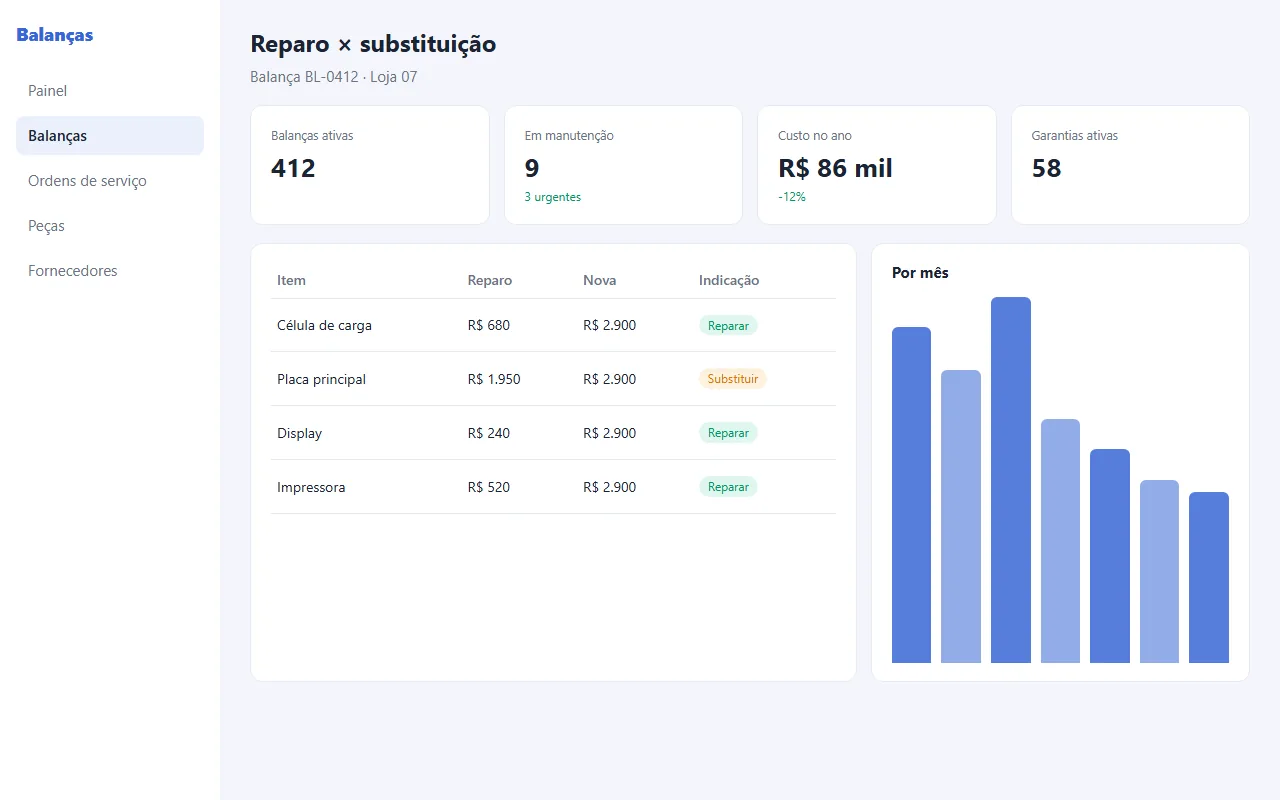 Balanças
Painel
Balanças
Ordens de serviço
Peças
Fornecedores
Reparo × substituição
Balança BL-0412 · Loja 07
Balanças ativas
412
Em manutenção
9
3 urgentes
Custo no ano
R$ 86 mil
-12%
Garantias ativas
58
Item Reparo Nova Indicação
Célula de carga R$ 680 R$ 2.900 Reparar
Placa principal R$ 1.950 R$ 2.900 Substituir
Display R$ 240 R$ 2.900 Reparar
Impressora R$ 520 R$ 2.900 Reparar
Por mês